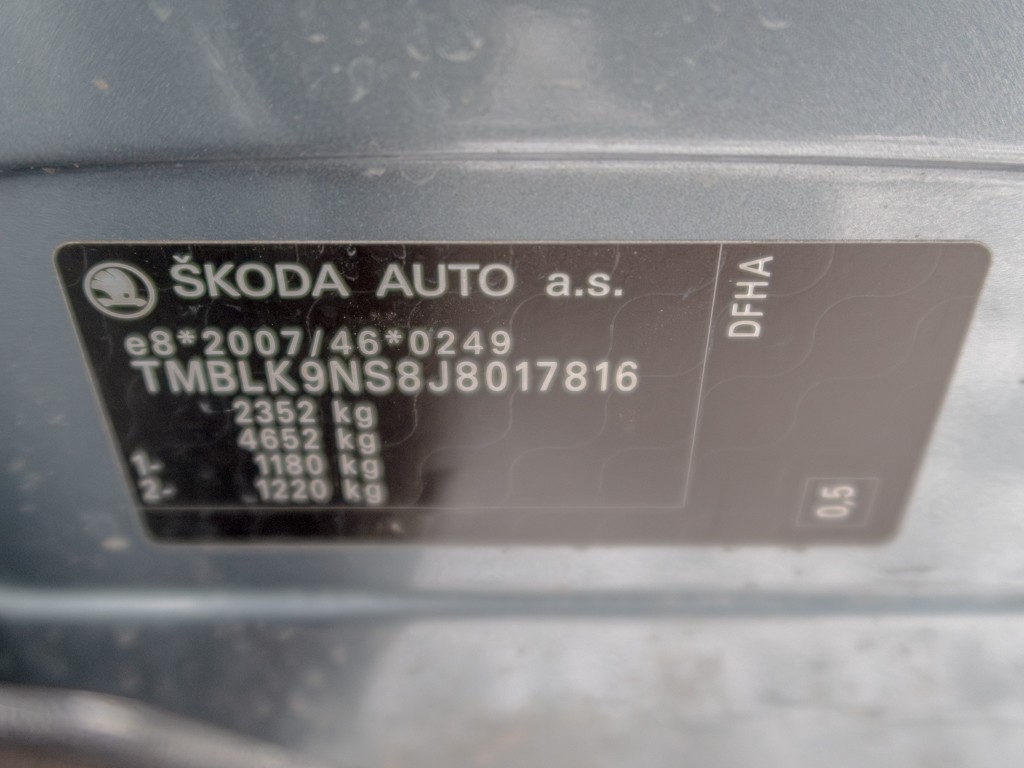 ŠKODA AUTO a.s.
e8*2007/46*0249
TMBLK9NS8J8017816
2352 kg
4652 kg
1- 1180 kg
2- 1220 kg
DFHA
0,5